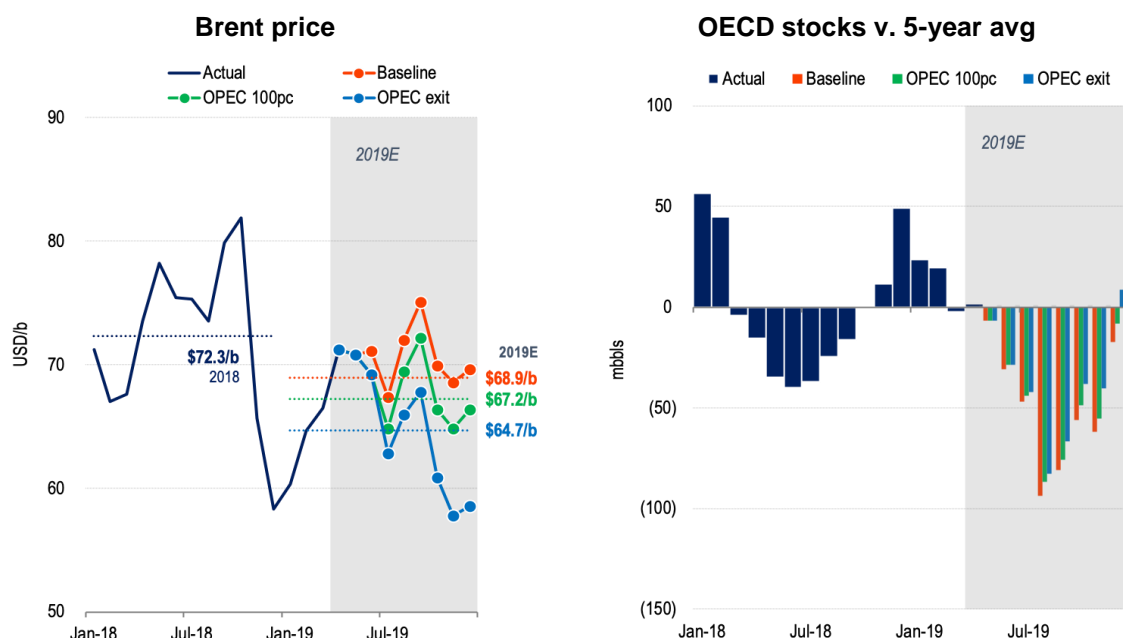 Brent price
Actual
Baseline
OPEC 100pc
OPEC exit
90
80
70
60
50
USD/b
2019E
$72.3/b
2018
2019E
$68.9/b
$67.2/b
$64.7/b
Jan-18
Jul-18
Jan-19
Jul-19
OECD stocks v. 5-year avg
Actual
Baseline
OPEC 100pc
OPEC exit
100
50
0
(50)
(100)
(150)
mbbls
2019E
Jan-18
Jul-18
Jan-19
Jul-19